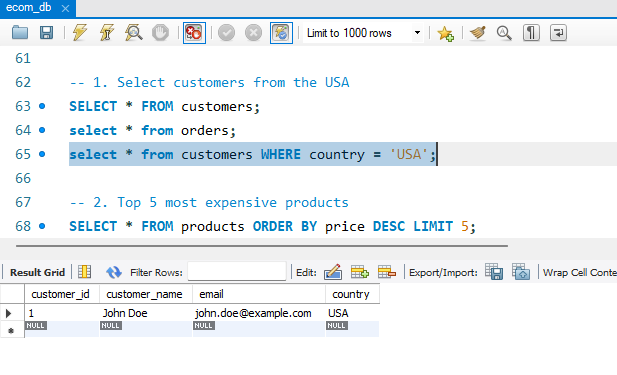 ecom_db
Limit to 1000 rows
61
62 -- 1. Select customers from the USA
63 SELECT * FROM customers;
64 select * from orders;
65 select * from customers WHERE country = 'USA';
66
67 -- 2. Top 5 most expensive products
68 SELECT * FROM products ORDER BY price DESC LIMIT 5;
Result Grid Filter Rows: Edit: Export/Import: Wrap Cell Conte
customer_id customer_name email country
1 John Doe john.doe@example.com USA
NULL NULL NULL NULL